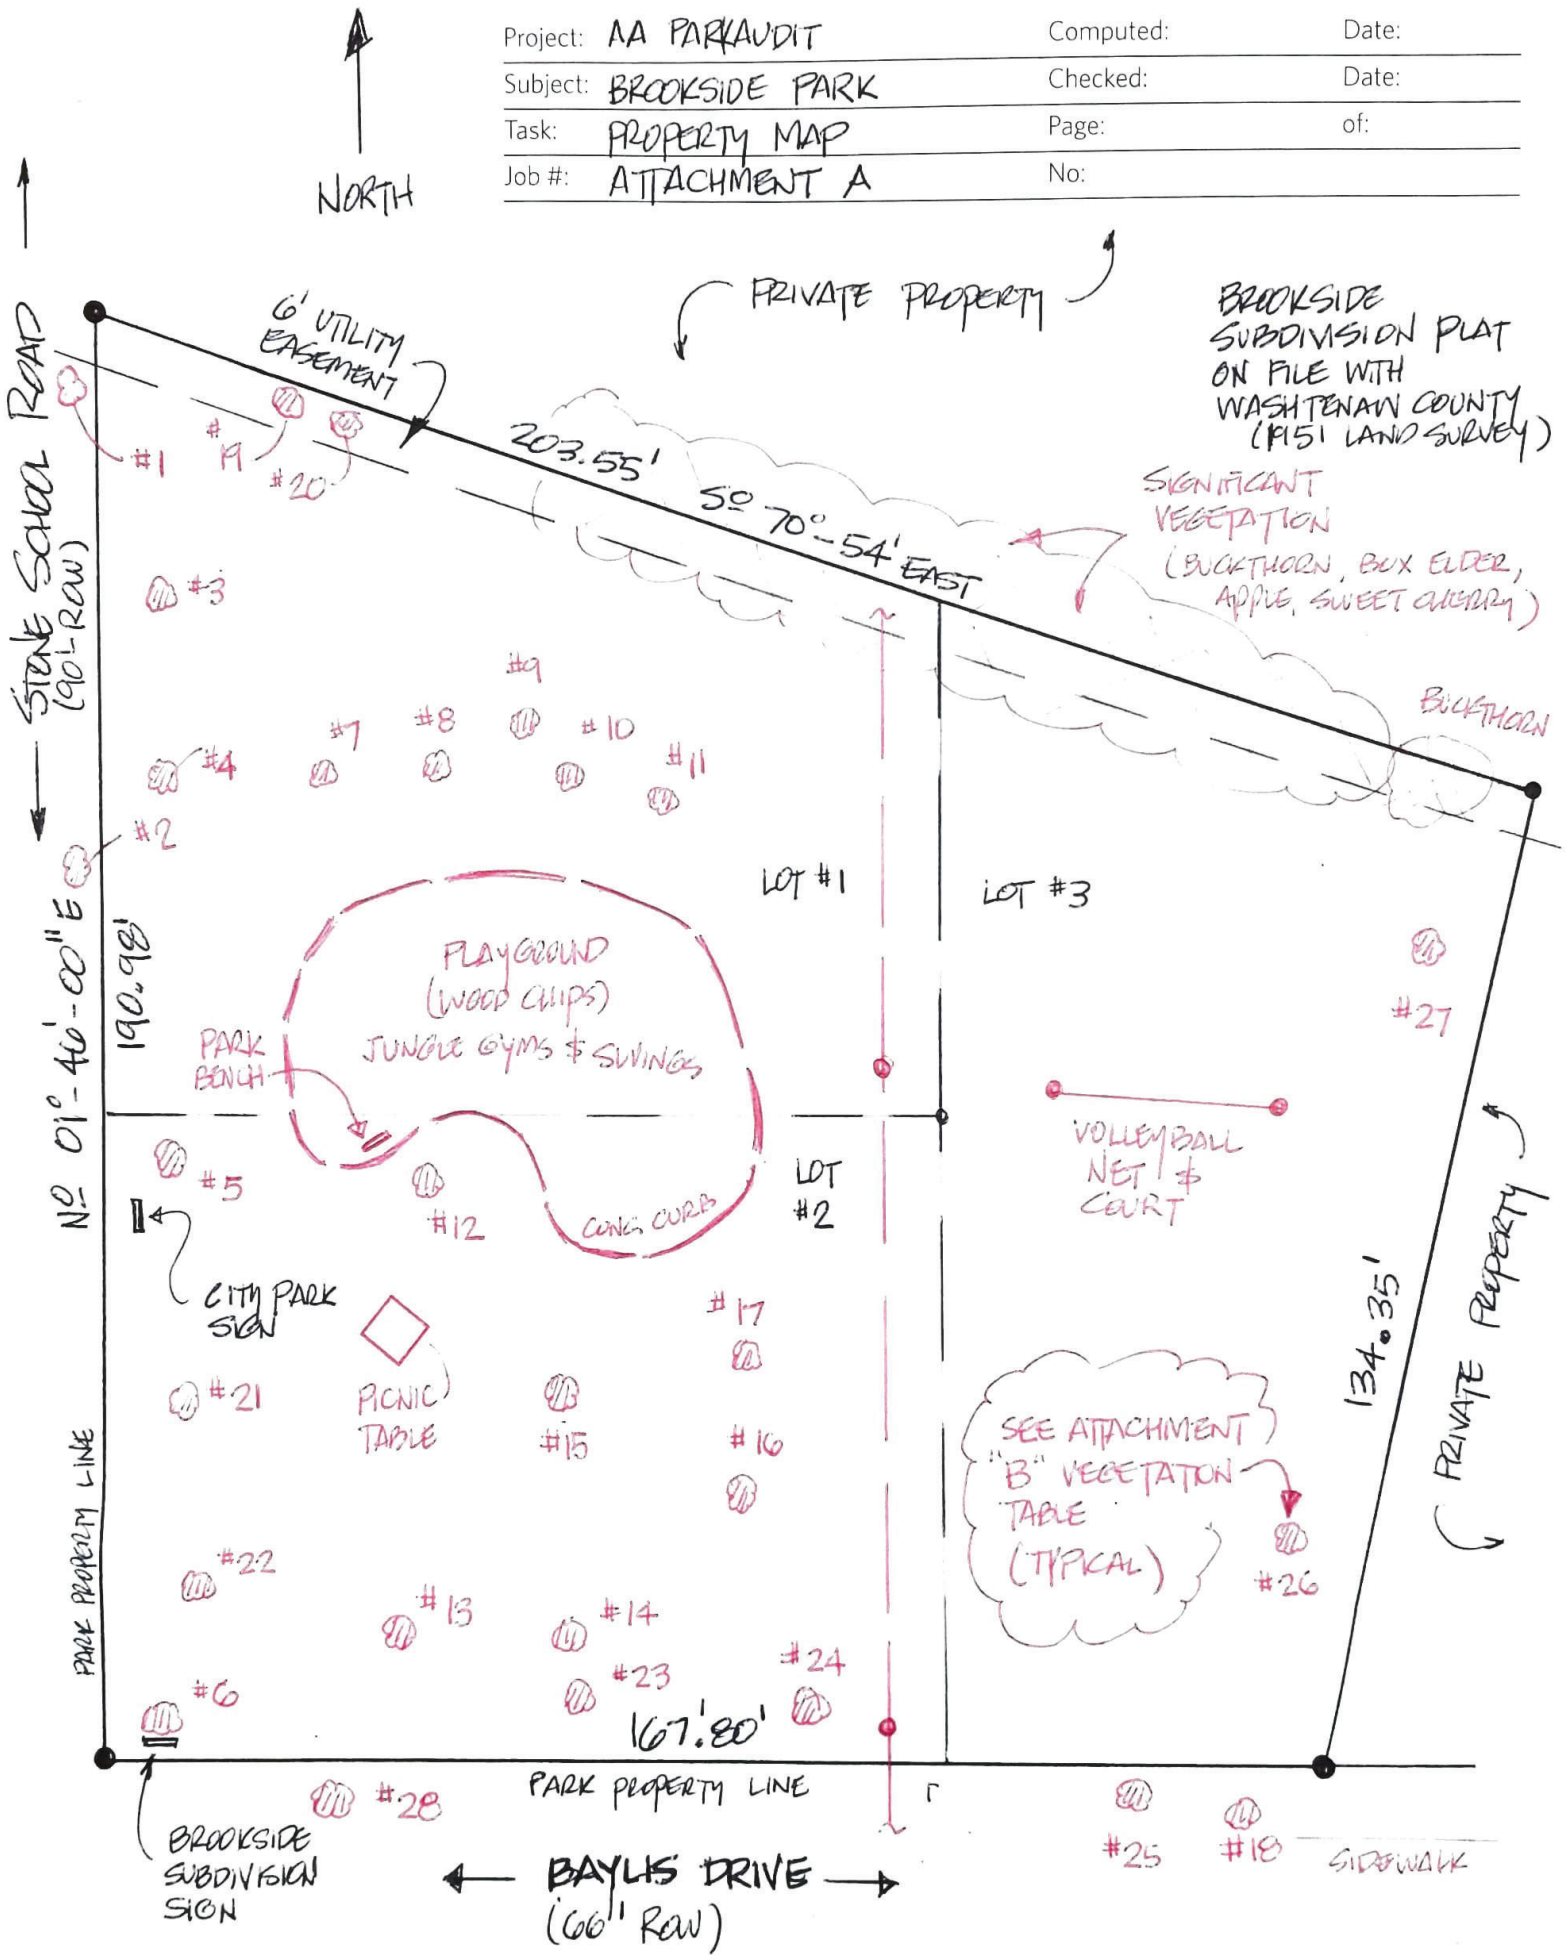 Project: AA PARKAUDIT Computed: Date:
Subject: BROOKSIDE PARK Checked: Date:
Task: PROPERTY MAP Page: of:
Job #: ATTACHMENT A No:
NORTH
STONE SCHOOL ROAD
(90'-ROW)
PRIVATE PROPERTY
BROOKSIDE
SUBDIVISION PLAT
ON FILE WITH
WASHTENAW COUNTY
(1951 LAND SURVEY)
6' UTILITY
EASEMENT
203.55'
SO 70°-54' EAST
SIGNIFICANT
VEGETATION
(BUCKTHORN, BOX ELDER,
APPLE, SWEET CHERRY)
BUCKTHORN
#1
#
19
#20
#3
#9
#7
#8
#10
#11
#4
#2
LOT #1
LOT #3
NO 01°-46'-00" E
190.98'
PLAYGROUND
(WOOD CHIPS)
JUNGLE GYMS & SWINGS
PARK
BENCH
#27
VOLLEYBALL
NET &
COURT
#5
#12
CONC. CURB
LOT
#2
CITY PARK
SIGN
#17
134.35'
PRIVATE PROPERTY
#21
PICNIC
TABLE
#15
#16
SEE ATTACHMENT
"B" VEGETATION
TABLE
(TYPICAL)
#26
PARK PROPERTY LINE
#22
#13
#14
#23
#24
#6
167.80'
PARK PROPERTY LINE
#28
#25
#18
SIDEWALK
BROOKSIDE
SUBDIVISION
SIGN
BAYLIS DRIVE
(66' ROW)